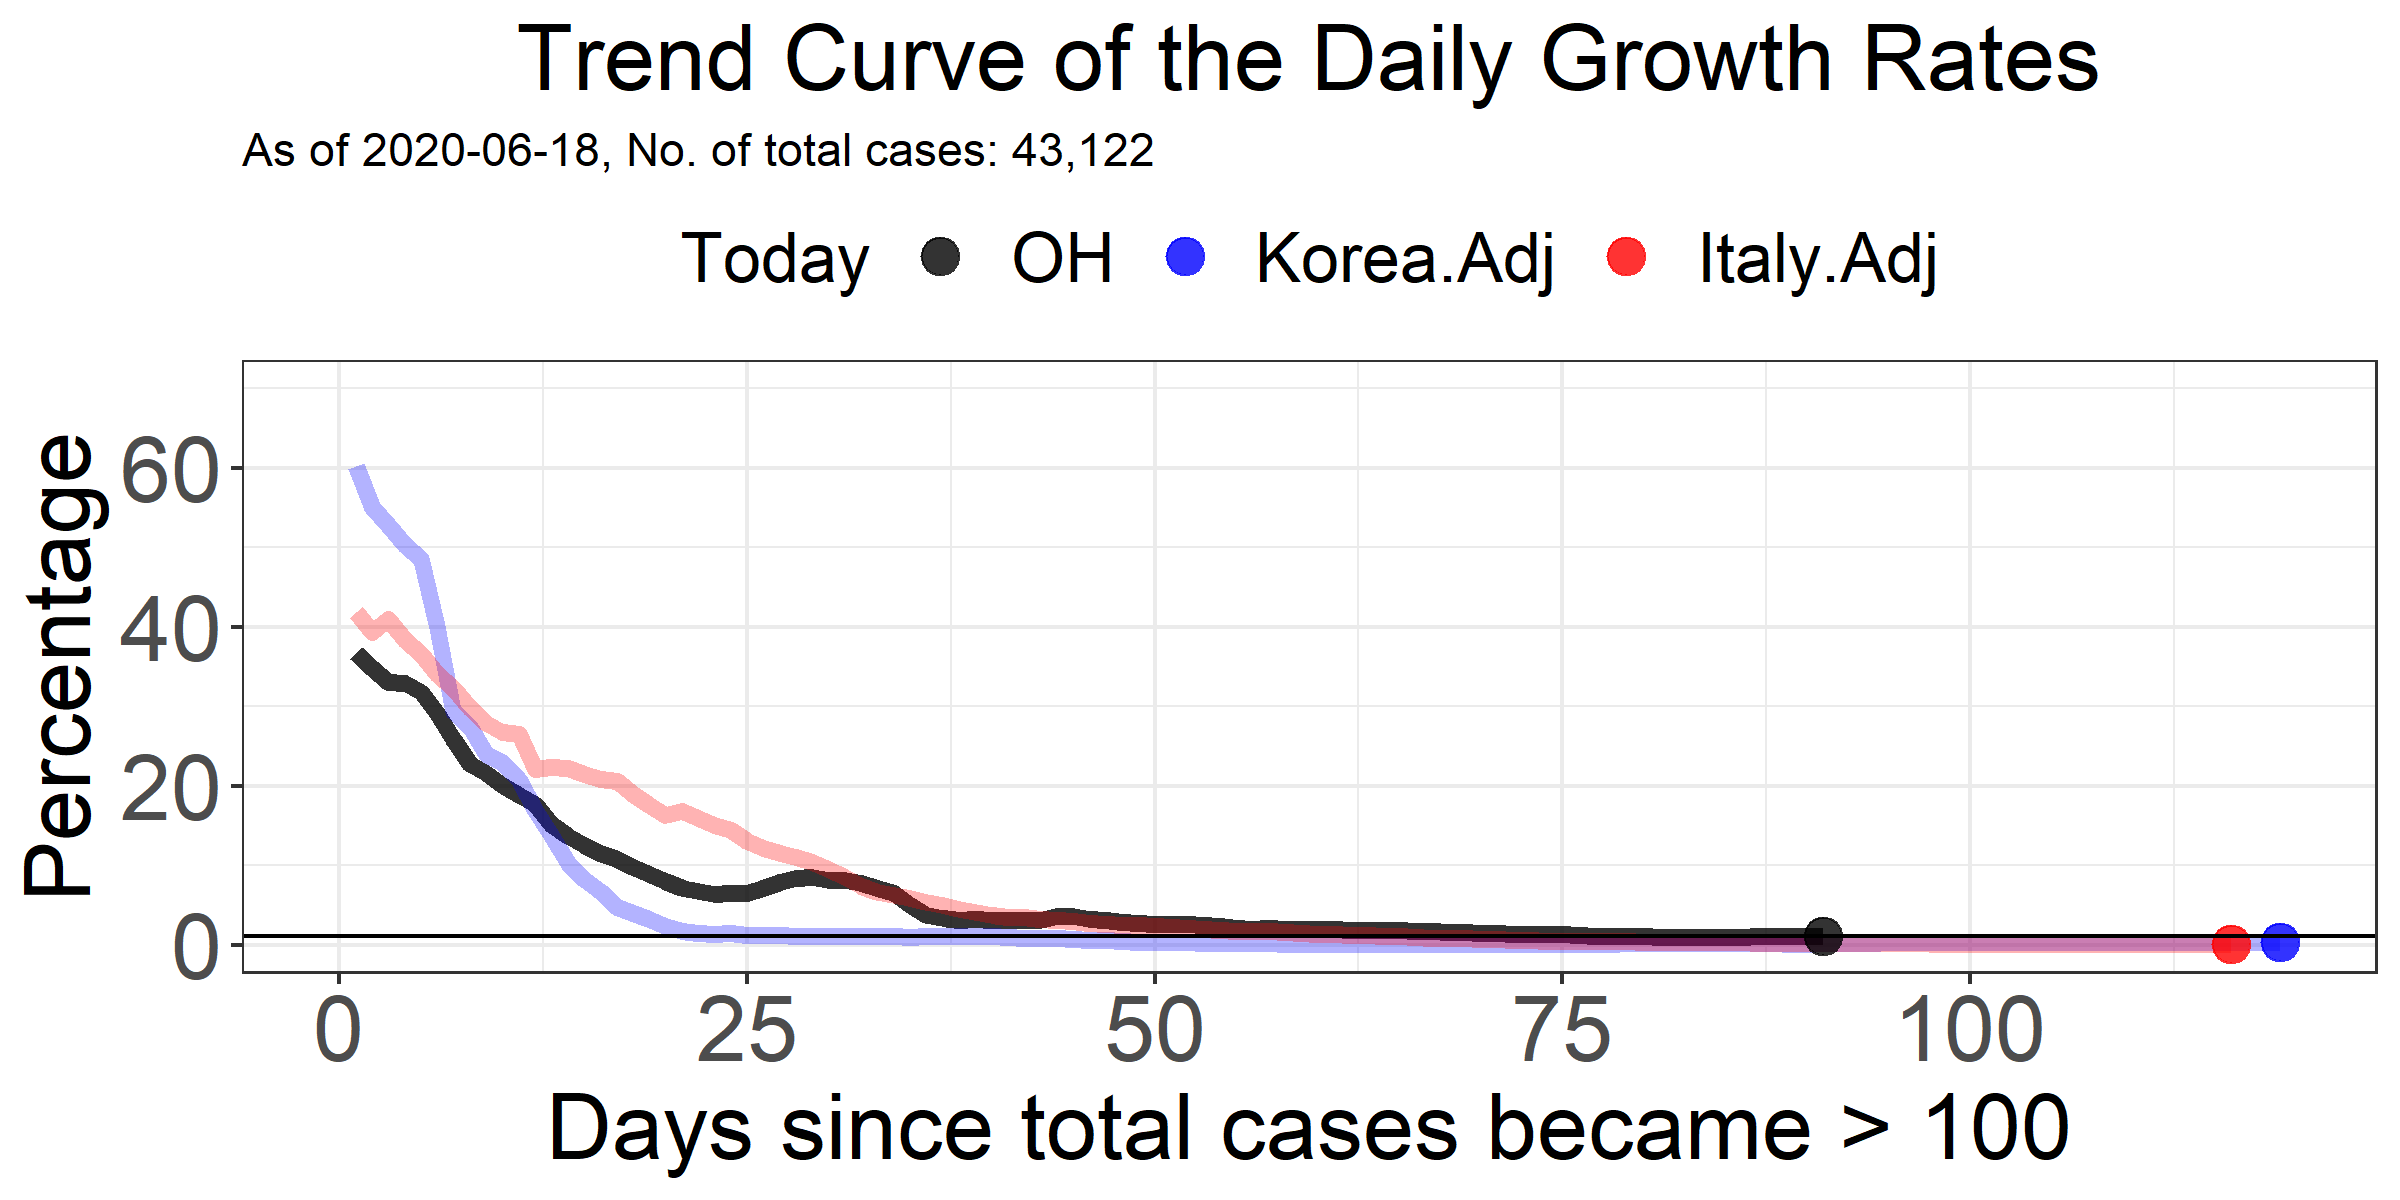 Trend Curve of the Daily Growth Rates
As of 2020-06-18, No. of total cases: 43,122
Today OH Korea.Adj Italy.Adj
Percentage
60
40
20
0
0 25 50 75 100
Days since total cases became > 100